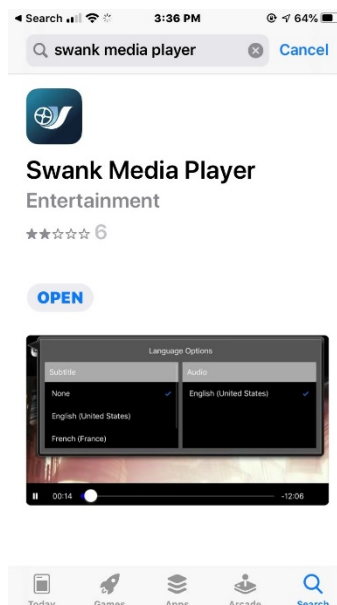 Search 3:36 PM 64%
swank media player Cancel
Swank Media Player
Entertainment
6
OPEN
Language Options
Subtitle Audio
None English (United States)
English (United States)
French (France)
00:14 -12:06
Today Games Apps Arcade Search